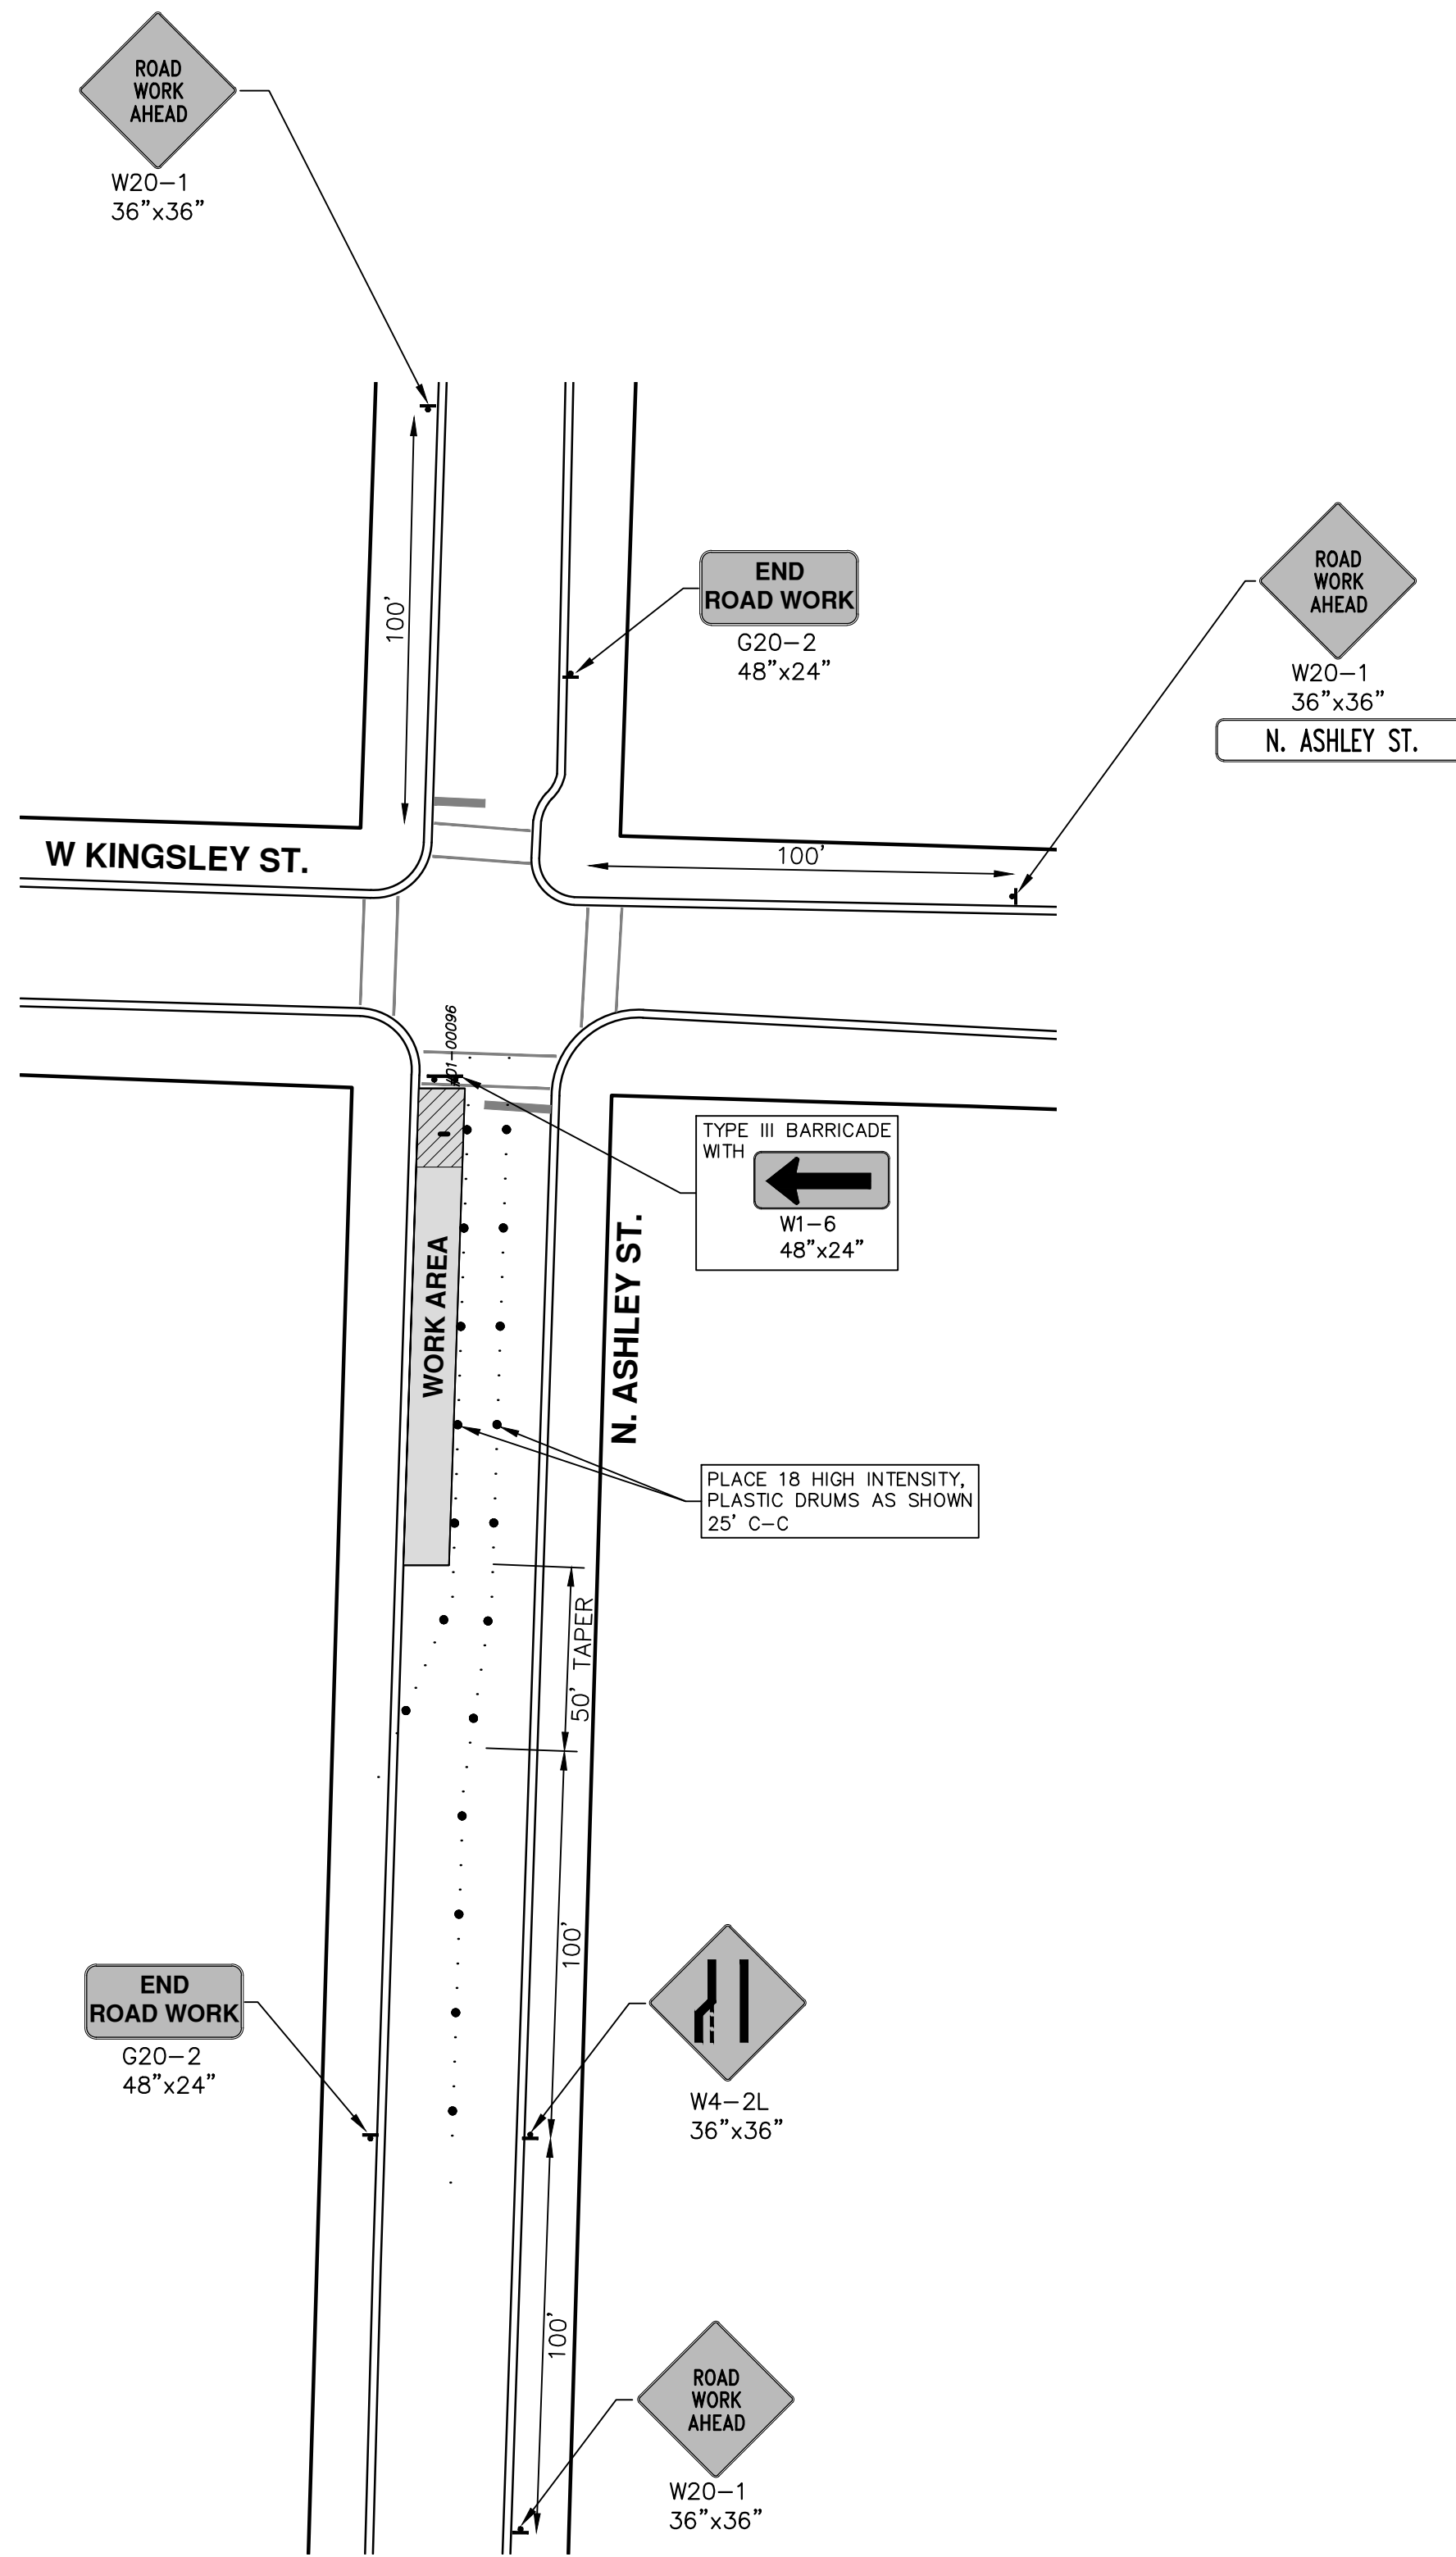 ROAD
WORK
AHEAD
W20-1
36"x36"
100'
END
ROAD WORK
G20-2
48"x24"
ROAD
WORK
AHEAD
W20-1
36"x36"
N. ASHLEY ST.
W KINGSLEY ST.
100'
401-00096
TYPE III BARRICADE
WITH
W1-6
48"x24"
WORK AREA
N. ASHLEY ST.
PLACE 18 HIGH INTENSITY,
PLASTIC DRUMS AS SHOWN
25' C-C
50' TAPER
100'
END
ROAD WORK
G20-2
48"x24"
W4-2L
36"x36"
100'
ROAD
WORK
AHEAD
W20-1
36"x36"